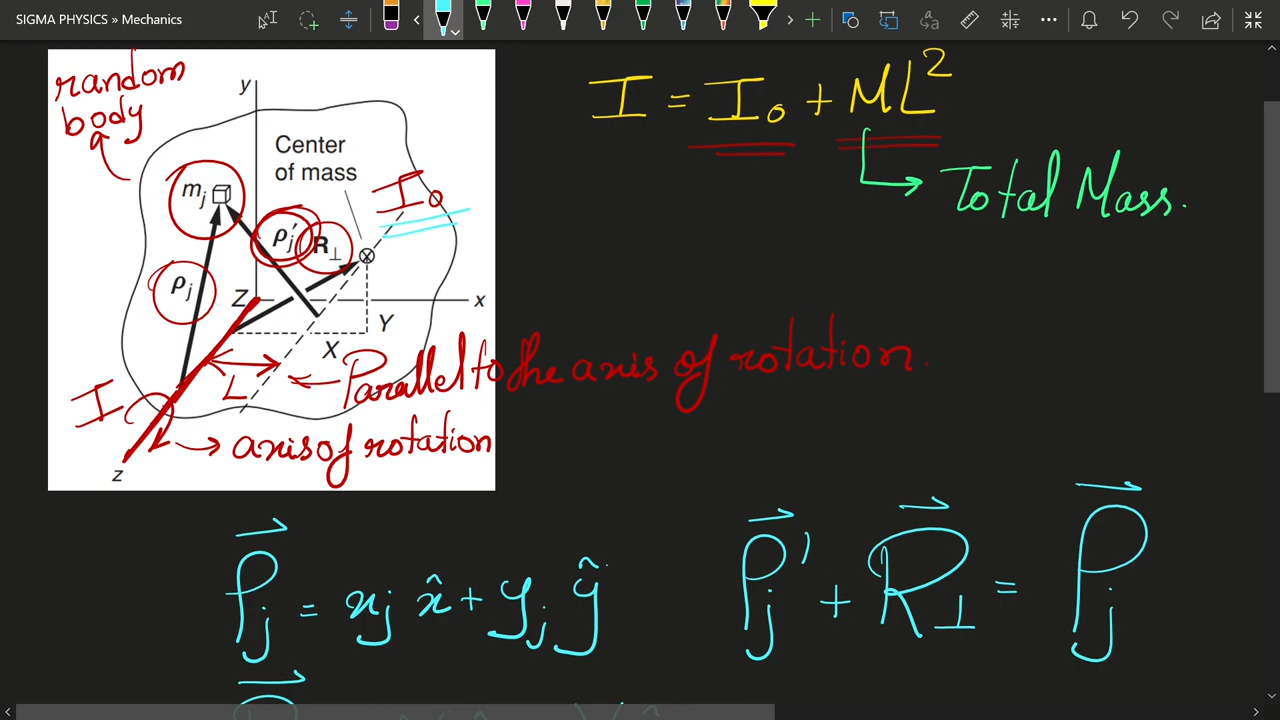 SIGMA PHYSICS » Mechanics
random
body
y
Center
of mass
I₀
mⱼ
ρⱼ'
R⊥
ρⱼ
Z
x
Y
X
L
Parallel to the axis of rotation.
I
axis of rotation
z
I = I₀ + ML²
Total Mass.
ρⱼ = xⱼ x̂ + yⱼ ŷ
ρⱼ' + R⊥ = ρⱼ